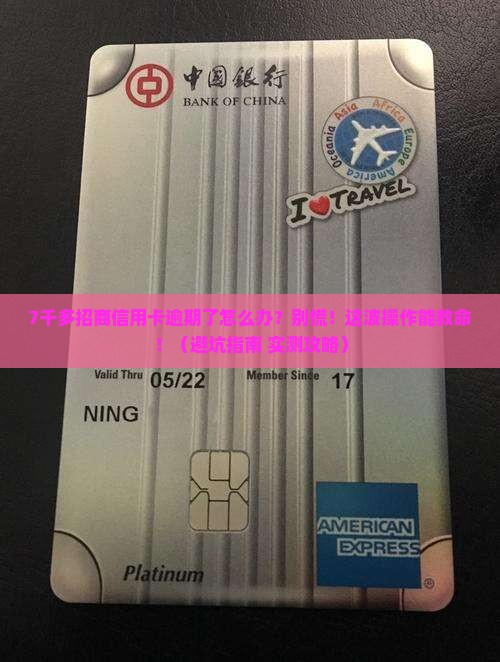 中国銀行
BANK OF CHINA
Oceania Asia Africa Europe America
I❤TRAVEL
7千多招商信用卡逾期了怎么办？别慌！这波操作能救命
！（避坑指南 实测攻略）
Valid Thru 05/22 Member Since 17
NING
AMERICAN
EXPRESS
®
Platinum